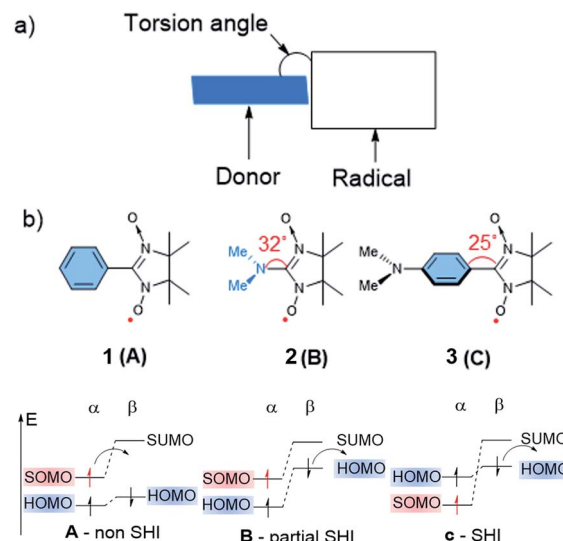 a)
Torsion angle
Donor
Radical
b)
O
N
N
O
1 (A)
Me
N
Me
32°
O
N
N
O
2 (B)
Me
N
Me
25°
O
N
N
O
3 (C)
E
α β
SUMO
SOMO
HOMO
HOMO
A - non SHI
α β
SUMO
SOMO
HOMO
HOMO
B - partial SHI
α β
SUMO
HOMO
HOMO
SOMO
c - SHI